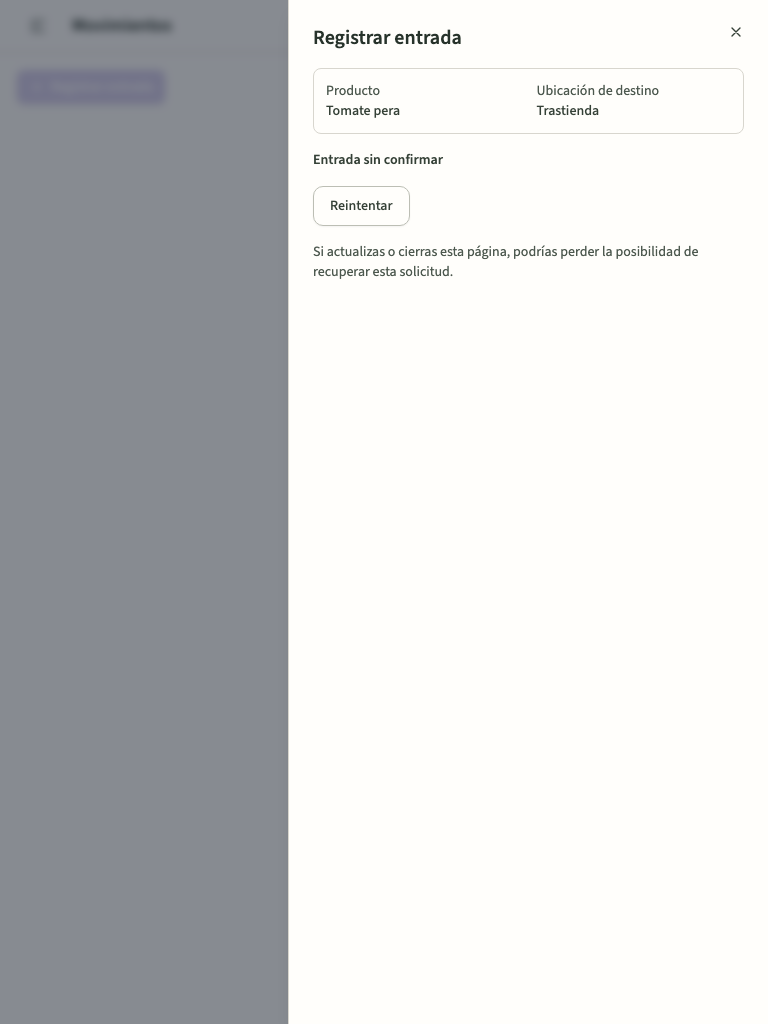 Movimientos
Registrar entrada
Producto
Ubicación de destino
Tomate pera
Trastienda
Entrada sin confirmar
Reintentar
Si actualizas o cierras esta página, podrías perder la posibilidad de
recuperar esta solicitud.